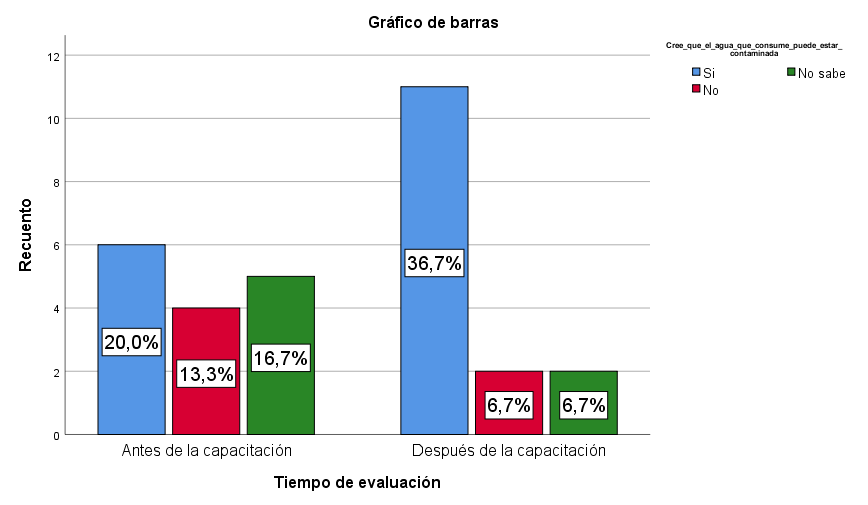 Gráfico de barras
Cree_que_el_agua_que_consume_puede_estar_
contaminada
Si
No sabe
No
Recuento
12
10
8
6
4
2
0
20,0%
13,3%
16,7%
36,7%
6,7%
6,7%
Antes de la capacitación
Después de la capacitación
Tiempo de evaluación